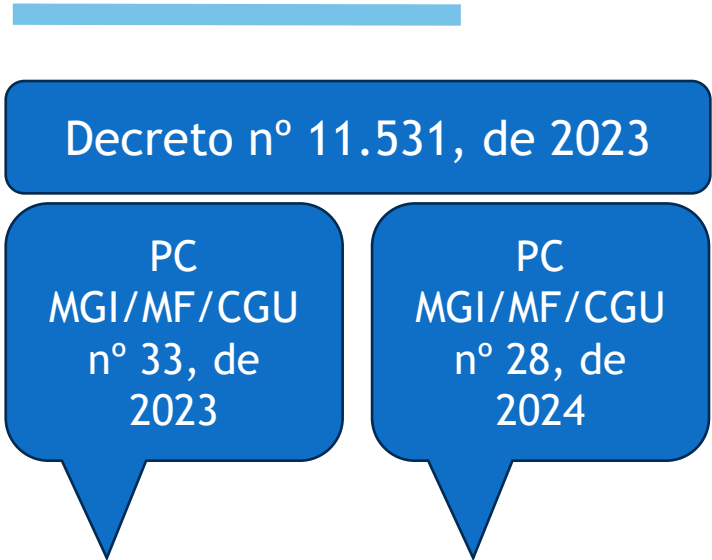 Decreto nº 11.531, de 2023
PC
MGI/MF/CGU
nº 33, de
2023
PC
MGI/MF/CGU
nº 28, de
2024